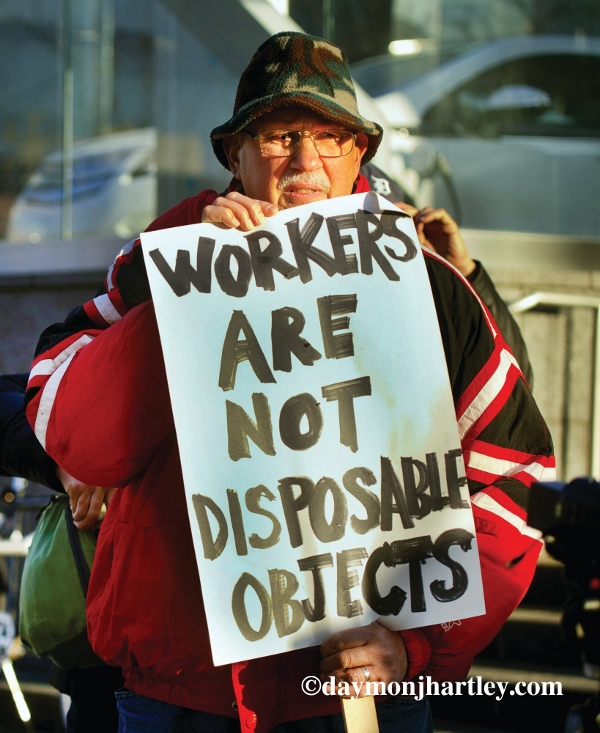 WORKERS
ARE
NOT
DISPOSABLE
OBJECTS
©daymonjhartley.com